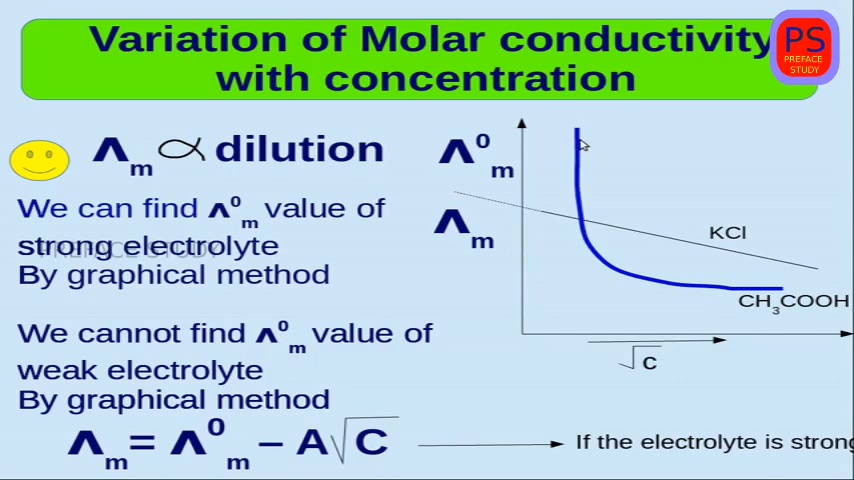 Variation of Molar conductivity
with concentration
PS
PREFACE
STUDY
Λm ∝ dilution
We can find Λ⁰m value of
strong electrolyte
By graphical method
PREFACE STUDY
We cannot find Λ⁰m value of
weak electrolyte
By graphical method
Λ⁰m
Λm
KCl
CH₃COOH
√c
Λm = Λ⁰m – A√C
If the electrolyte is strong